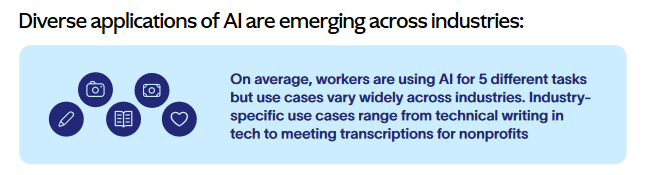 Diverse applications of AI are emerging across industries:
On average, workers are using AI for 5 different tasks
but use cases vary widely across industries. Industry-
specific use cases range from technical writing in
tech to meeting transcriptions for nonprofits